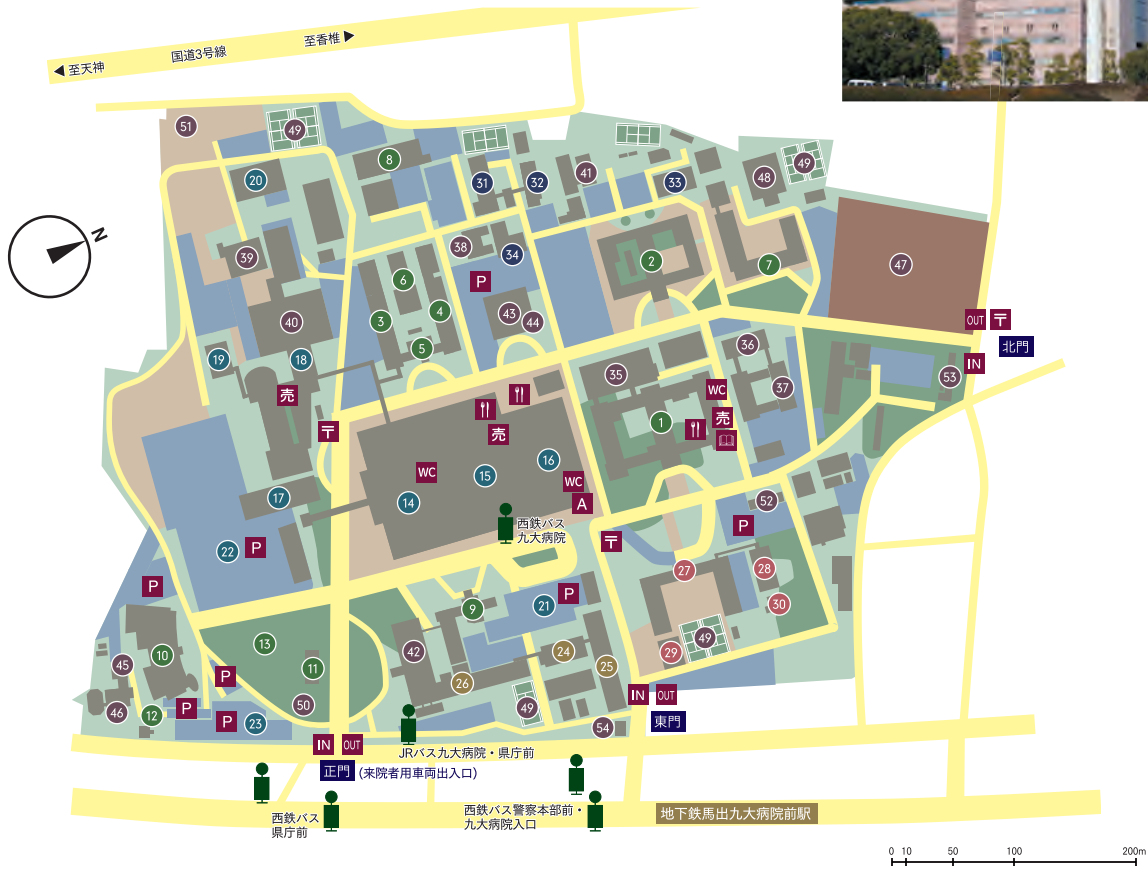 至香椎
国道3号線
至天神
51
49
8
20
31
32
41
33
48
49
N
39
38
34
2
7
47
6
P
3
4
43
44
40
5
OUT 〒
北門
IN
36
53
19
18
35
37
売
WC
売
1
〒
売
16
WC
15
WC
A
14
17
52
P
西鉄バス
九大病院
〒
22
P
27
28
P
21
P
30
9
13
49
42
24
29
10
11
25
45
P
26
IN OUT
50
49
46
12
P
P
23
54
東門
IN OUT
JRバス九大病院・県庁前
正門 (来院者用車両出入口)
西鉄バス
県庁前
西鉄バス警察本部前・
九大病院入口
地下鉄馬出九大病院前駅
0 10 50 100 200m